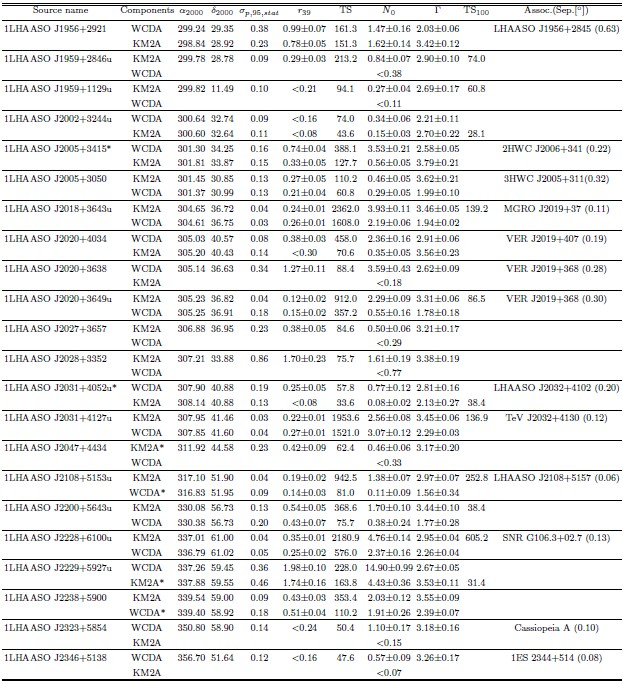 Source name Components α2000 δ2000 σp,95,stat r39 TS N0 Γ TS100 Assoc.(Sep.[°])
1LHAASO J1956+2921 WCDA 299.24 29.35 0.38 0.99±0.07 161.3 1.47±0.16 2.03±0.06 LHAASO J1956+2845 (0.63)
KM2A 298.84 28.92 0.23 0.78±0.05 151.3 1.62±0.14 3.42±0.12
1LHAASO J1959+2846u KM2A 299.78 28.78 0.09 0.29±0.03 213.2 0.84±0.07 2.90±0.10 74.0
WCDA <0.38
1LHAASO J1959+1129u KM2A 299.82 11.49 0.10 <0.21 94.1 0.27±0.04 2.69±0.17 60.8
WCDA <0.11
1LHAASO J2002+3244u WCDA 300.64 32.74 0.09 <0.16 74.0 0.34±0.06 2.21±0.11
KM2A 300.60 32.64 0.11 <0.08 43.6 0.15±0.03 2.70±0.22 28.1
1LHAASO J2005+3415* WCDA 301.30 34.25 0.16 0.74±0.04 388.1 3.53±0.21 2.58±0.05 2HWC J2006+341 (0.22)
KM2A 301.81 33.87 0.15 0.33±0.05 127.7 0.56±0.05 3.79±0.21
1LHAASO J2005+3050 KM2A 301.45 30.85 0.13 0.27±0.05 110.2 0.46±0.05 3.62±0.21 3HWC J2005+311(0.32)
WCDA 301.37 30.99 0.13 0.21±0.04 60.8 0.29±0.05 1.99±0.10
1LHAASO J2018+3643u KM2A 304.65 36.72 0.04 0.24±0.01 2362.0 3.93±0.11 3.46±0.05 139.2 MGRO J2019+37 (0.11)
WCDA 304.61 36.75 0.03 0.26±0.01 1608.0 2.19±0.06 1.94±0.02
1LHAASO J2020+4034 WCDA 305.03 40.57 0.08 0.38±0.03 458.0 2.36±0.16 2.91±0.06 VER J2019+407 (0.19)
KM2A 305.20 40.43 0.14 <0.30 70.6 0.35±0.05 3.56±0.23
1LHAASO J2020+3638 WCDA 305.14 36.63 0.34 1.27±0.11 88.4 3.59±0.43 2.62±0.09 VER J2019+368 (0.28)
KM2A <0.18
1LHAASO J2020+3649u KM2A 305.23 36.82 0.04 0.12±0.02 912.0 2.29±0.09 3.31±0.06 86.5 VER J2019+368 (0.30)
WCDA 305.25 36.91 0.18 0.15±0.02 357.2 0.55±0.16 1.78±0.18
1LHAASO J2027+3657 KM2A 306.88 36.95 0.23 0.38±0.05 84.6 0.50±0.06 3.21±0.17
WCDA <0.29
1LHAASO J2028+3352 KM2A 307.21 33.88 0.86 1.70±0.23 75.7 1.61±0.19 3.38±0.19
WCDA <0.77
1LHAASO J2031+4052u* WCDA 307.90 40.88 0.19 0.25±0.05 57.8 0.77±0.12 2.81±0.16 LHAASO J2032+4102 (0.20)
KM2A 308.14 40.88 0.13 <0.08 33.6 0.08±0.02 2.13±0.27 38.4
1LHAASO J2031+4127u KM2A 307.95 41.46 0.03 0.22±0.01 1953.6 2.56±0.08 3.45±0.06 136.9 TeV J2032+4130 (0.12)
WCDA 307.85 41.60 0.04 0.27±0.01 1521.0 3.07±0.12 2.29±0.03
1LHAASO J2047+4434 KM2A* 311.92 44.58 0.23 0.42±0.09 62.4 0.46±0.06 3.17±0.20
WCDA <0.33
1LHAASO J2108+5153u KM2A 317.10 51.90 0.04 0.19±0.02 942.5 1.38±0.07 2.97±0.07 252.8 LHAASO J2108+5157 (0.06)
WCDA* 316.83 51.95 0.09 0.14±0.03 81.0 0.11±0.09 1.56±0.34
1LHAASO J2200+5643u KM2A 330.08 56.73 0.13 0.54±0.05 368.6 1.70±0.10 3.44±0.10 38.4
WCDA 330.38 56.73 0.20 0.43±0.07 75.7 0.38±0.24 1.77±0.28
1LHAASO J2228+6100u KM2A 337.01 61.00 0.04 0.35±0.01 2180.9 4.76±0.14 2.95±0.04 605.2 SNR G106.3+02.7 (0.13)
WCDA 336.79 61.02 0.05 0.25±0.02 576.0 2.37±0.16 2.26±0.04
1LHAASO J2229+5927u WCDA 337.26 59.45 0.36 1.98±0.10 228.0 14.90±0.99 2.67±0.05
KM2A* 337.88 59.55 0.46 1.74±0.16 163.8 4.43±0.36 3.53±0.11 31.4
1LHAASO J2238+5900 KM2A 339.54 59.00 0.09 0.43±0.03 353.4 2.03±0.12 3.55±0.09
WCDA* 339.40 58.92 0.18 0.51±0.04 110.2 1.91±0.26 2.39±0.07
1LHAASO J2323+5854 WCDA 350.80 58.90 0.14 <0.24 50.4 1.10±0.17 3.18±0.16 Cassiopeia A (0.10)
KM2A <0.15
1LHAASO J2346+5138 WCDA 356.70 51.64 0.12 <0.16 47.6 0.57±0.09 3.26±0.17 1ES 2344+514 (0.08)
KM2A <0.07